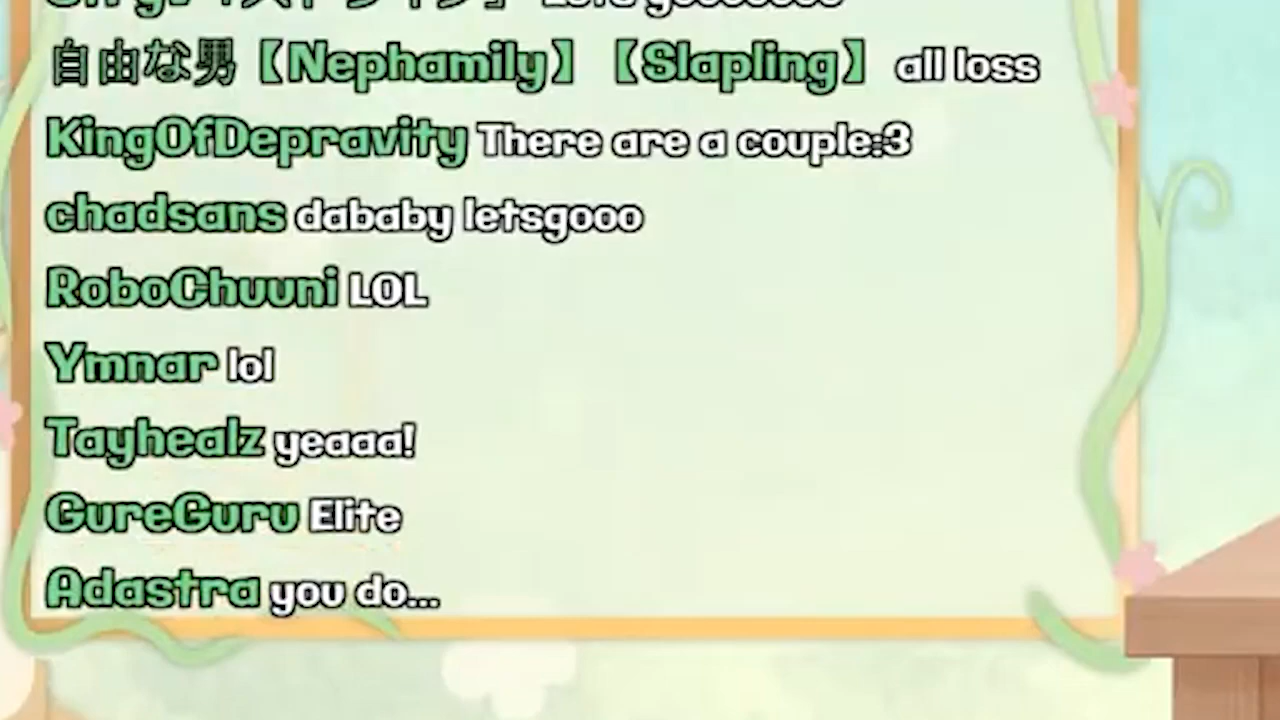 自由な男【Nephamily】【Slapling】 all loss
KingOfDepravity There are a couple:3
chadsans dababy letsgooo
RoboChuuni LOL
Ymnar lol
Tayhealz yeaaa!
GureGuru Elite
Adastra you do...